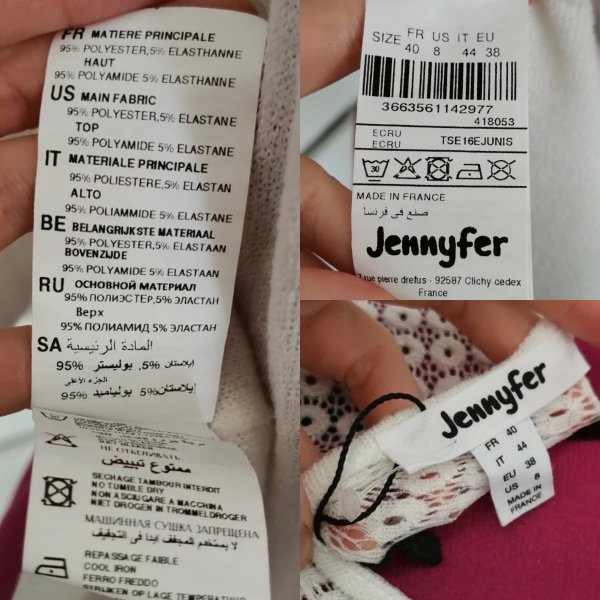 FR MATIERE PRINCIPALE
95% POLYESTER,5% ELASTHANNE
HAUT
95% POLYAMIDE 5% ELASTHANNE
US MAIN FABRIC
95% POLYESTER,5% ELASTANE
TOP
95% POLYAMIDE 5% ELASTANE
IT MATERIALE PRINCIPALE
95% POLIESTERE,5% ELASTAN
ALTO
95% POLIAMMIDE 5% ELASTANE
BE BELANGRIJKSTE MATERIAAL
95% POLYESTER,5% ELASTAAN
BOVENZIJDE
95% POLYAMIDE 5% ELASTAAN
RU ОСНОВНОЙ МАТЕРИАЛ
95% ПОЛИЭСТЕР,5% ЭЛАСТАН
Верх
95% ПОЛИАМИД 5% ЭЛАСТАН
SA المادة الرئيسية
95% بوليستر ,5% إيلاستان
الجزء الأعلى
95% بولياميد 5% إيلاستان
НЕ ОТБЕЛИВАТЬ
ممنوع تبييض
SECHAGE TAMBOUR INTERDIT
NO TUMBLE DRY
NON ASCIUGARE A MACCHINA
NIET DROGEN IN TROMMELDROGER
МАШИННАЯ СУШКА ЗАПРЕЩЕНА
لا يستخدم المجفف ابدا في التجفيف
REPASSAGE FAIBLE
COOL IRON
FERRO FREDDO
STRIJKEN OP LAGE TEMPERATUUR
SIZE FR US IT EU
40 8 44 38
3663561142977
418053
ECRU
ECRU
TSE16EJUNIS
30
MADE IN FRANCE
صنع في فرنسا
Jennyfer
rue pierre drefus - 92587 Clichy cedex
France
Jennyfer
FR 40
IT 44
EU 38
US 8
MADE IN
FRANCE